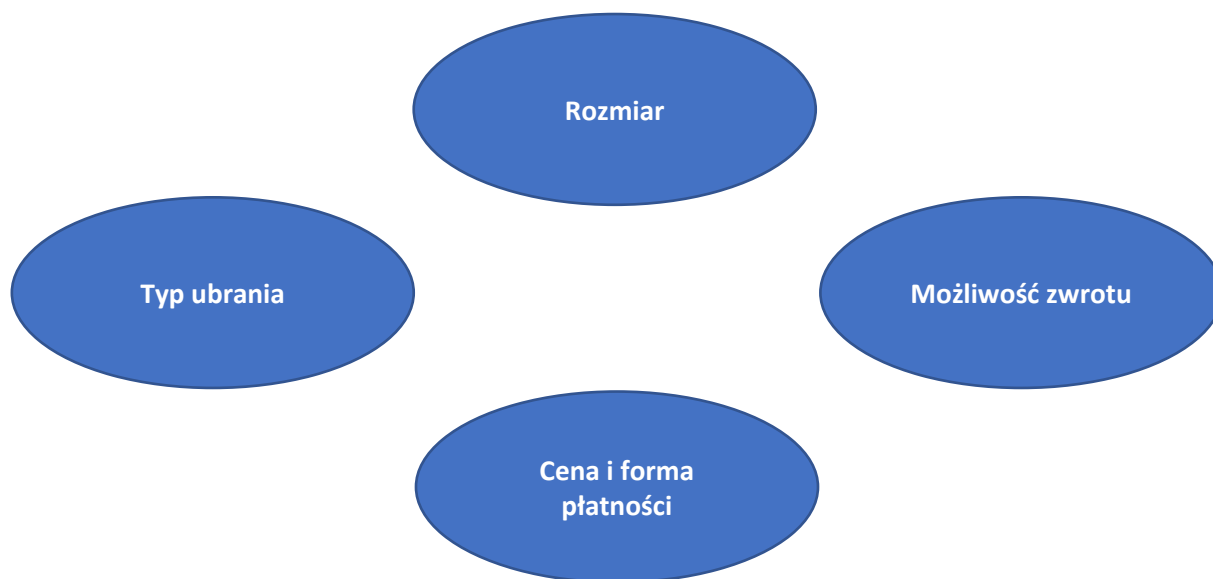 Rozmiar
Typ ubrania
Możliwość zwrotu
Cena i forma
płatności